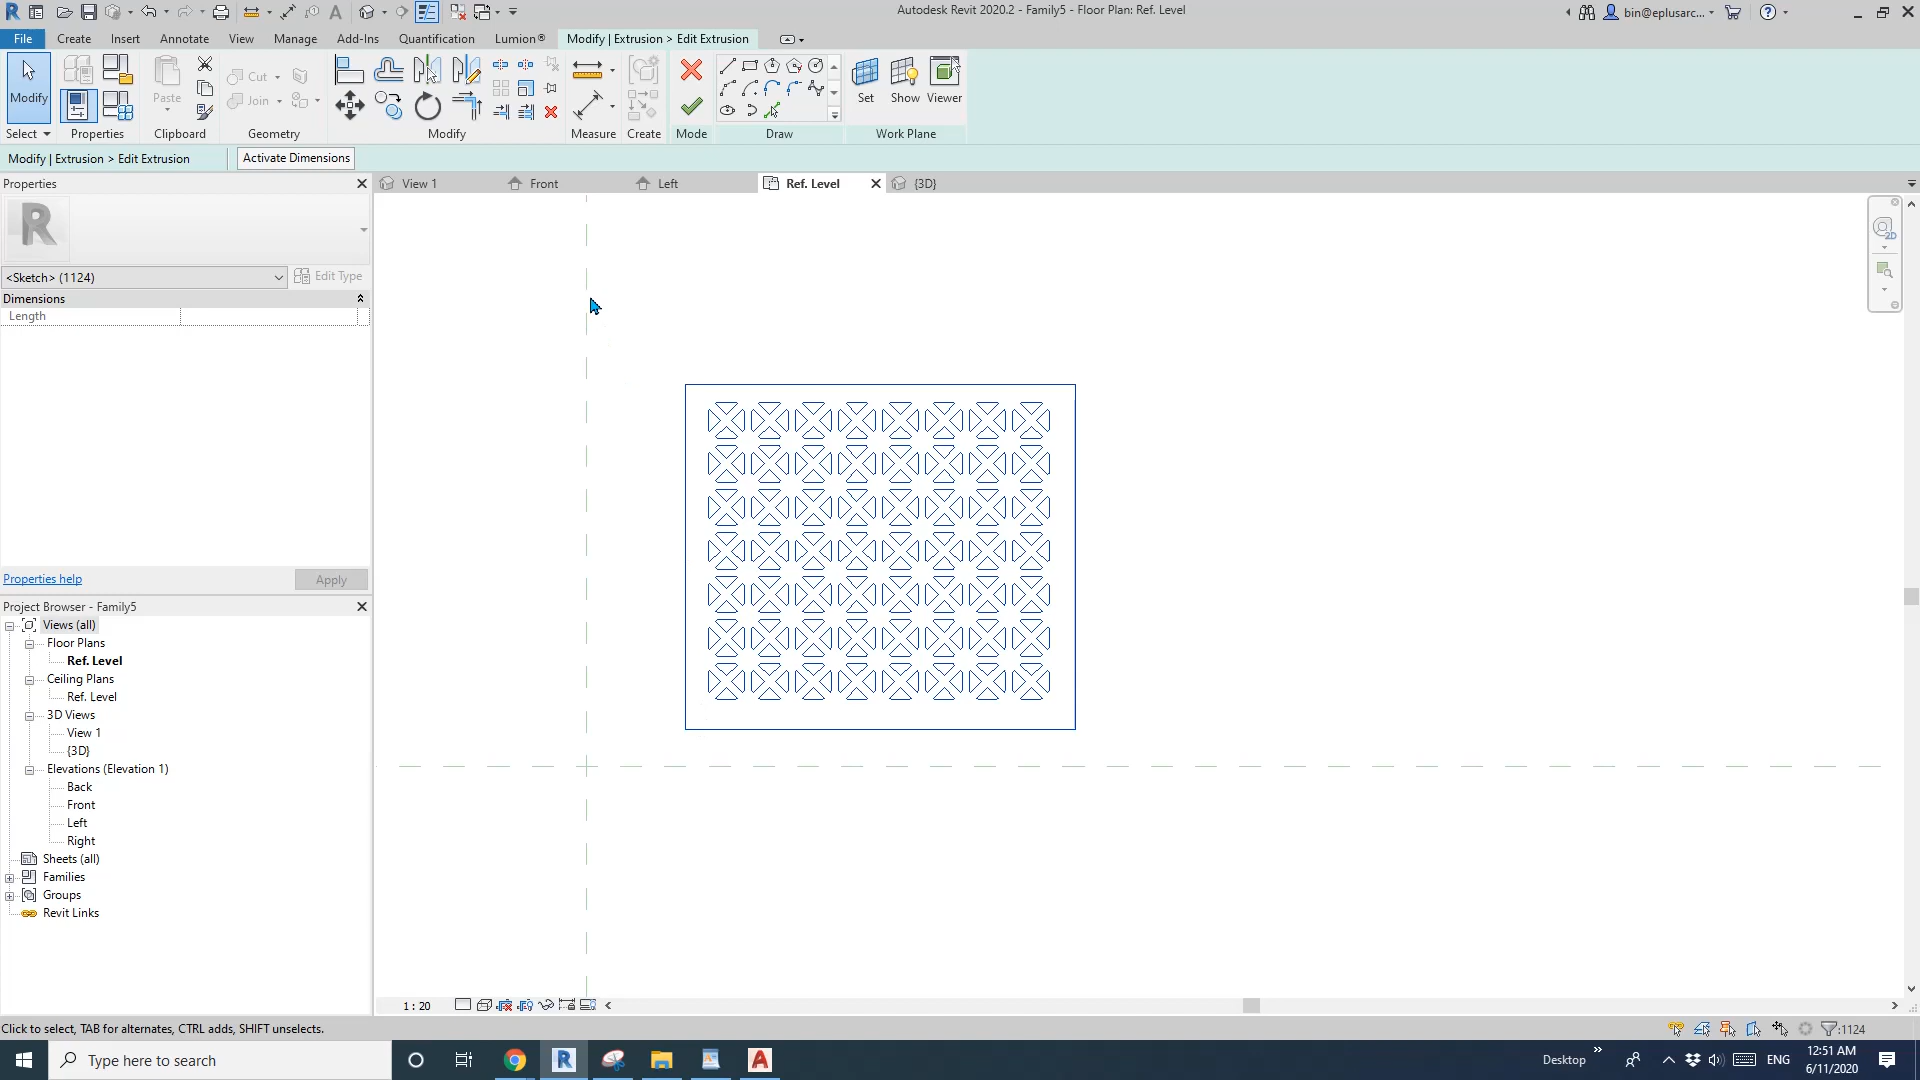 Autodesk Revit 2020.2 - Family5 - Floor Plan: Ref. Level
bin@eplusarc...
File Create Insert Annotate View Manage Add-Ins Quantification Lumion® Modify | Extrusion > Edit Extrusion
Modify
Paste
Cut
Join
Set Show Viewer
Select Properties Clipboard Geometry Modify Measure Create Mode Draw Work Plane
Modify | Extrusion > Edit Extrusion
Activate Dimensions
Properties
View 1 Front Left Ref. Level {3D}
R
2D
<Sketch> (1124)
Edit Type
Dimensions
Length
Properties help
Apply
Project Browser - Family5
Views (all)
Floor Plans
Ref. Level
Ceiling Plans
Ref. Level
3D Views
View 1
{3D}
Elevations (Elevation 1)
Back
Front
Left
Right
Sheets (all)
Families
Groups
Revit Links
1 : 20
Click to select, TAB for alternates, CTRL adds, SHIFT unselects.
:1124
Type here to search
Desktop
ENG
12:51 AM
6/11/2020